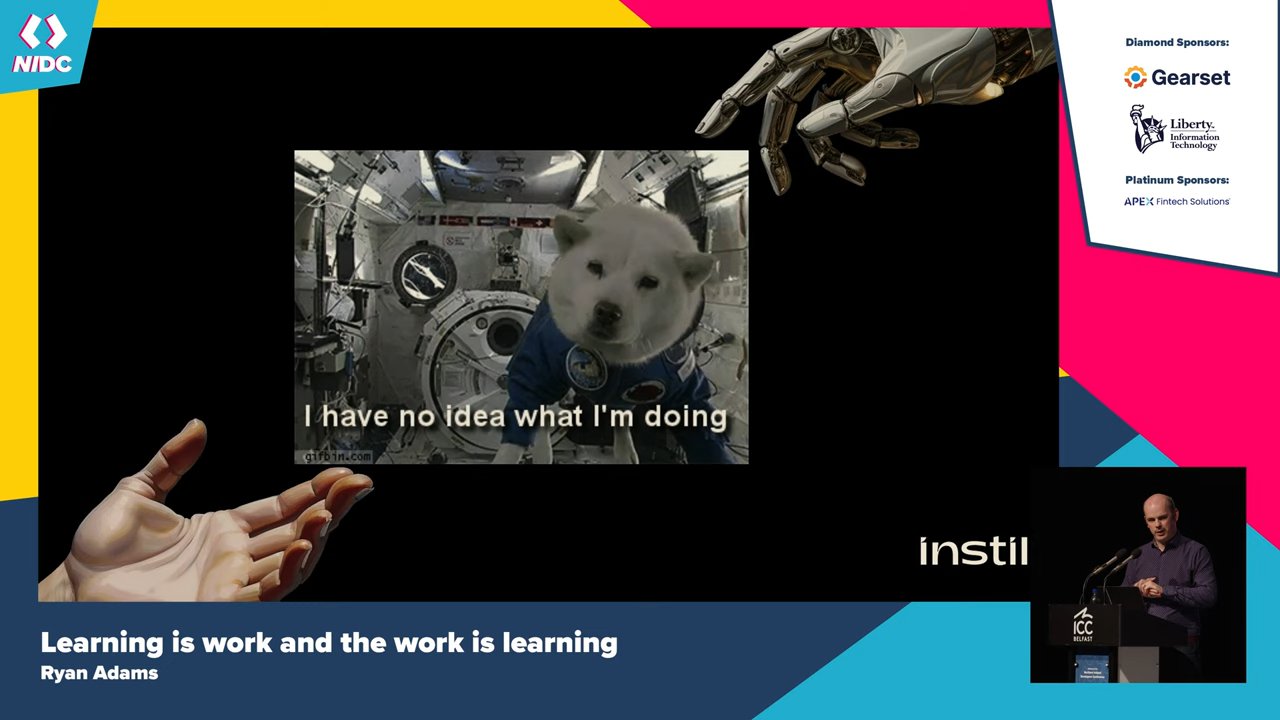 NIDC
Diamond Sponsors:
Gearset
Liberty
Information
Technology
Platinum Sponsors:
APEX Fintech Solutions
I have no idea what I'm doing
gifbin.com
instil
ICC
BELFAST
Learning is work and the work is learning
Ryan Adams